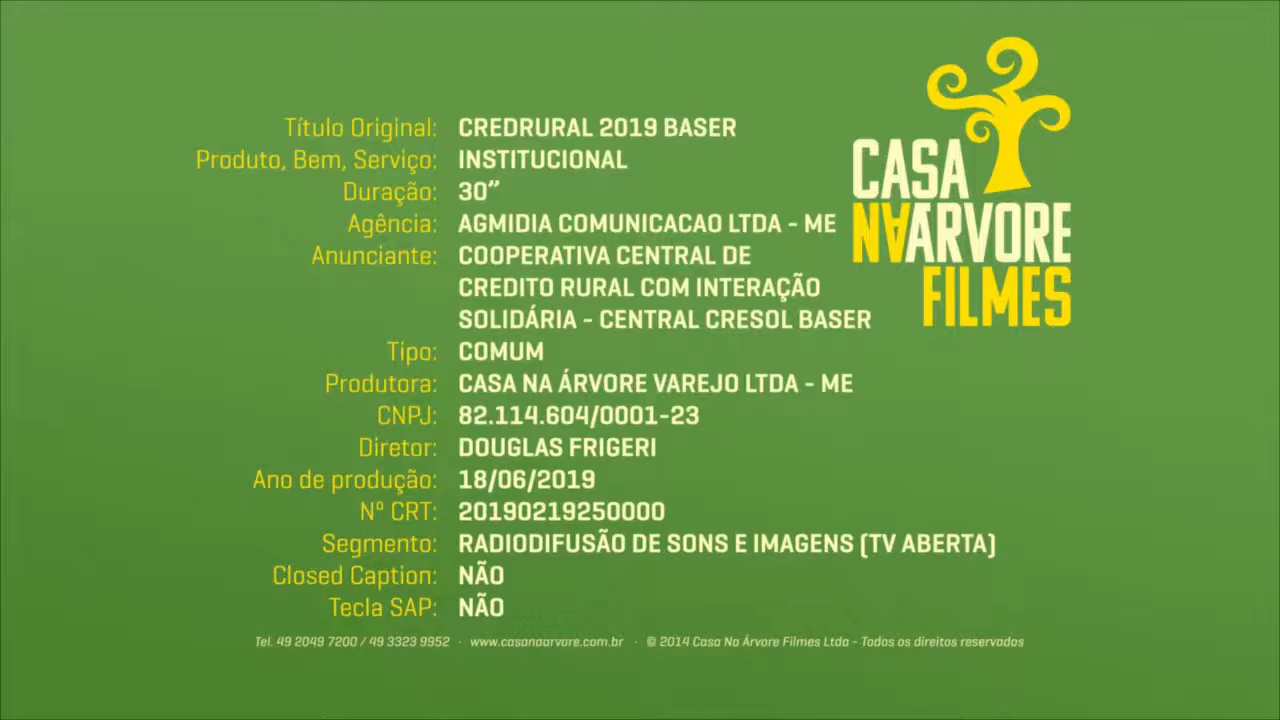 Título Original: CREDRURAL 2019 BASER
Produto, Bem, Serviço: INSTITUCIONAL
Duração: 30”
Agência: AGMIDIA COMUNICACAO LTDA - ME
Anunciante: COOPERATIVA CENTRAL DE
CREDITO RURAL COM INTERAÇÃO
SOLIDÁRIA - CENTRAL CRESOL BASER
Tipo: COMUM
Produtora: CASA NA ÁRVORE VAREJO LTDA - ME
CNPJ: 82.114.604/0001-23
Diretor: DOUGLAS FRIGERI
Ano de produção: 18/06/2019
Nº CRT: 20190219250000
Segmento: RADIODIFUSÃO DE SONS E IMAGENS (TV ABERTA)
Closed Caption: NÃO
Tecla SAP: NÃO
CASA
NA ÁRVORE
FILMES
Tel. 49 2049 7200 / 49 3323 9952 · www.casanaarvore.com.br · © 2014 Casa Na Árvore Filmes Ltda - Todos os direitos reservados